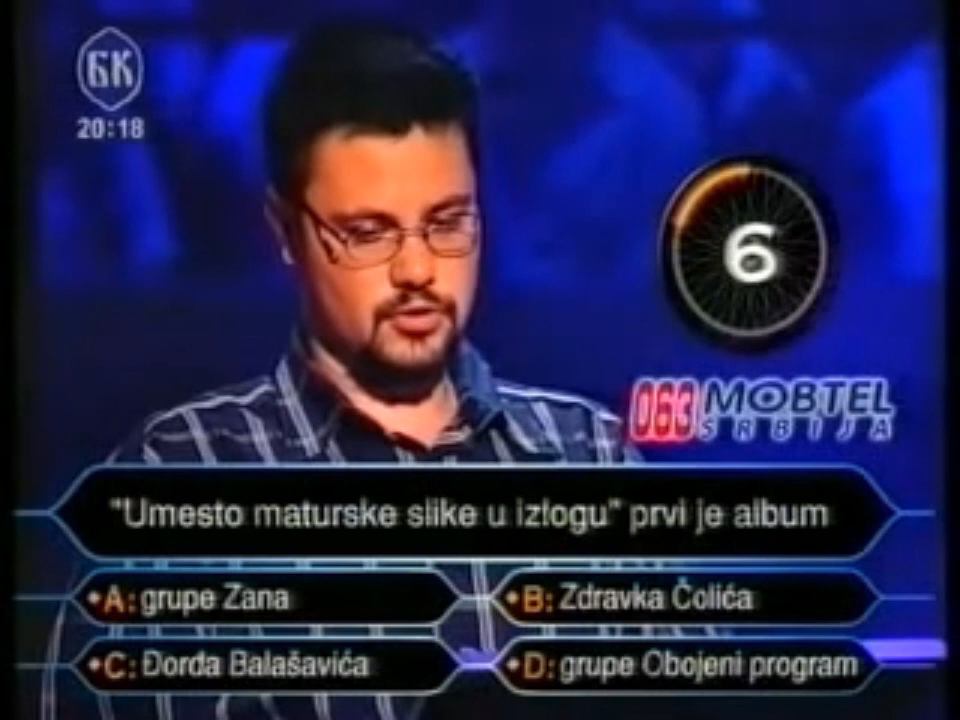 БК
20:18
6
063 MOBTEL
SRBIJA
"Umesto maturske slike u izlogu" prvi je album
A: grupe Zana
B: Zdravka Čolića
C: Đorđa Balašavića
D: grupe Obojeni program